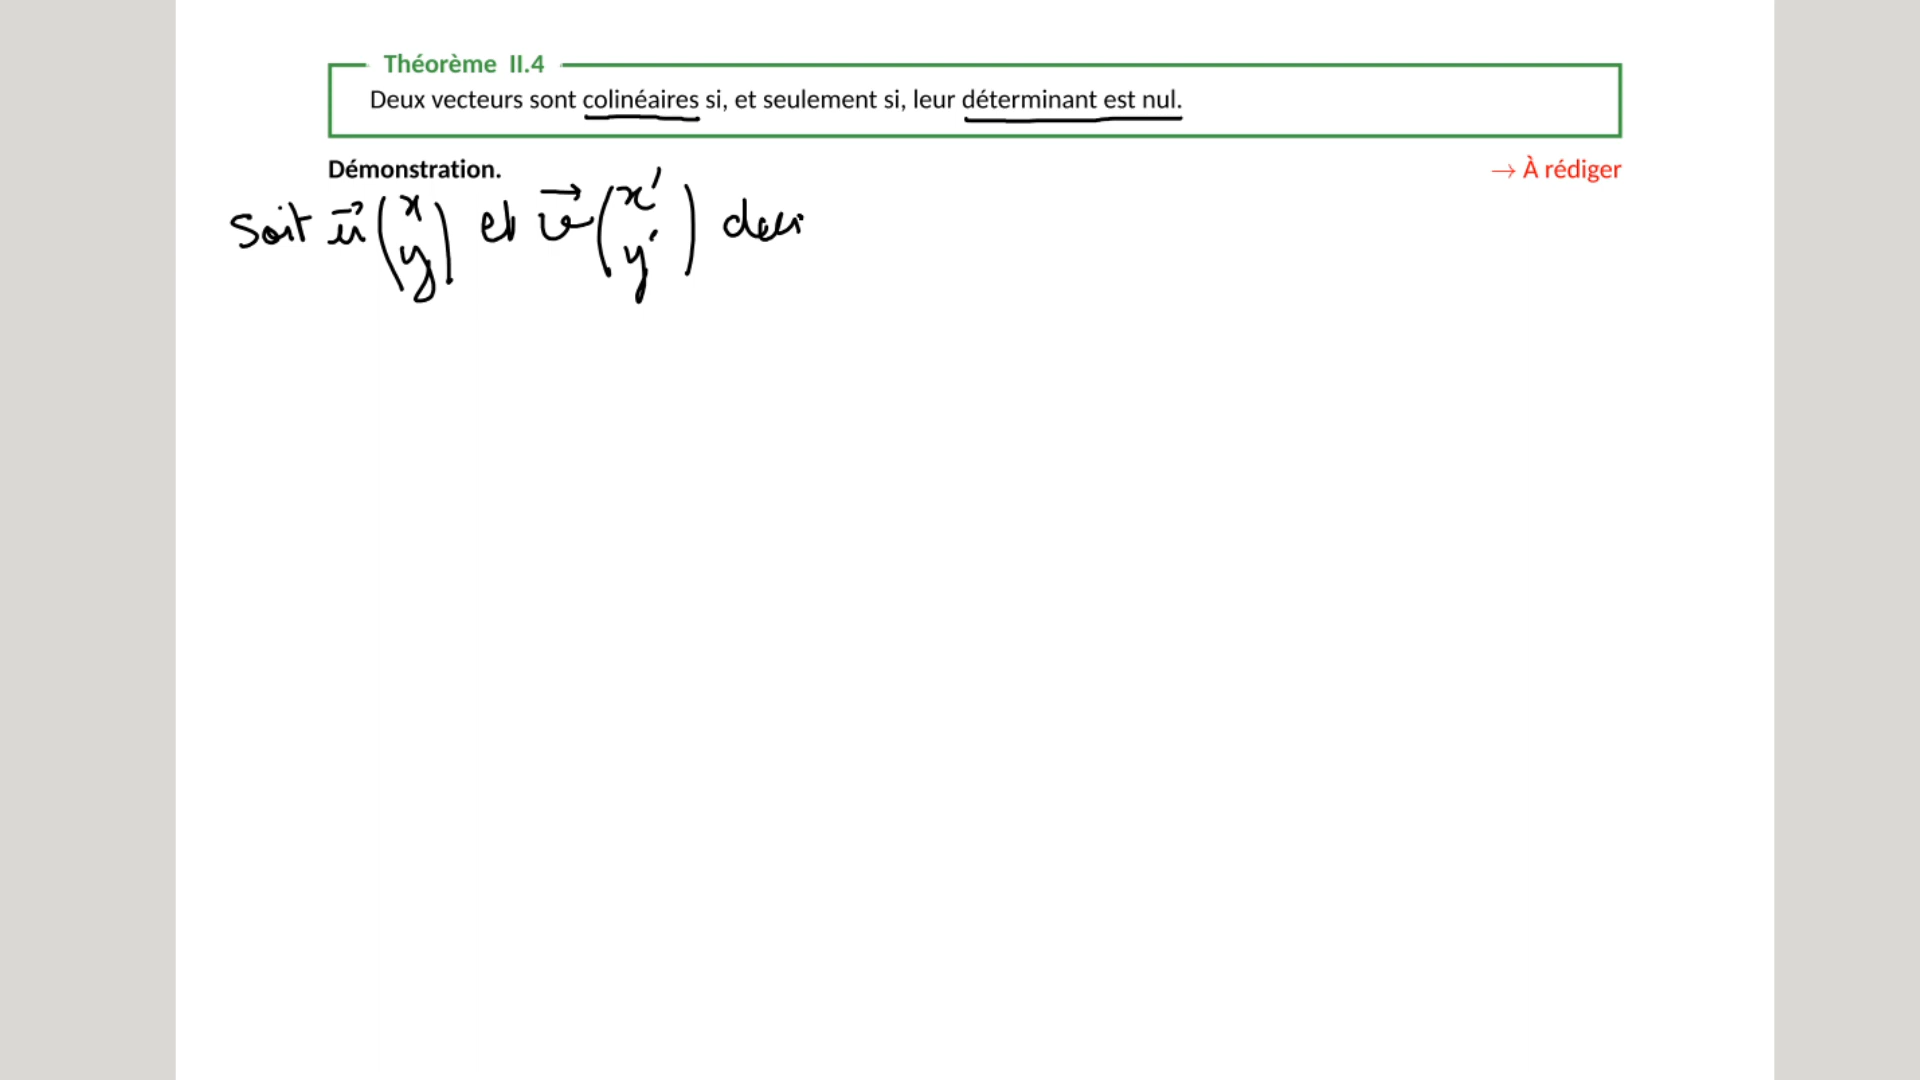 Théorème II.4
Deux vecteurs sont colinéaires si, et seulement si, leur déterminant est nul.
Démonstration. → À rédiger
Soit u⃗ (x y) et v⃗ (x' y')